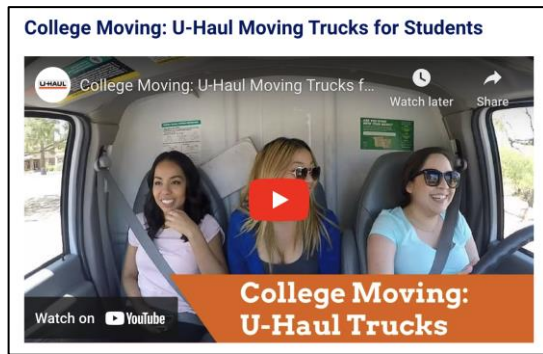 College Moving: U-Haul Moving Trucks for Students
U-HAUL
College Moving: U-Haul Moving Trucks f...
Watch later
Share
College Moving:
U-Haul Trucks
Watch on YouTube